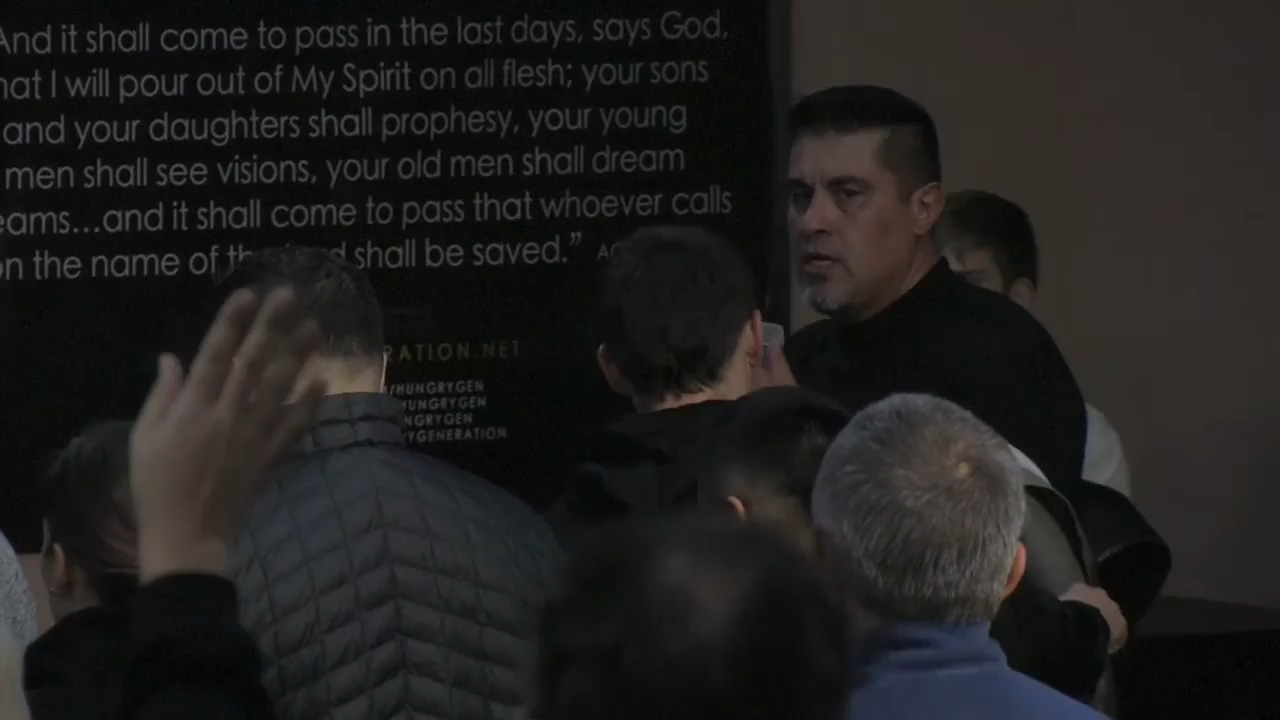 And it shall come to pass in the last days, says God,
hat I will pour out of My Spirit on all flesh; your sons
and your daughters shall prophesy, your young
men shall see visions, your old men shall dream
eams...and it shall come to pass that whoever calls
on the name of the shall be saved.”
RATION.NET
/HUNGRYGEN
HUNGRYGEN
NGRYGEN
YGENERATION